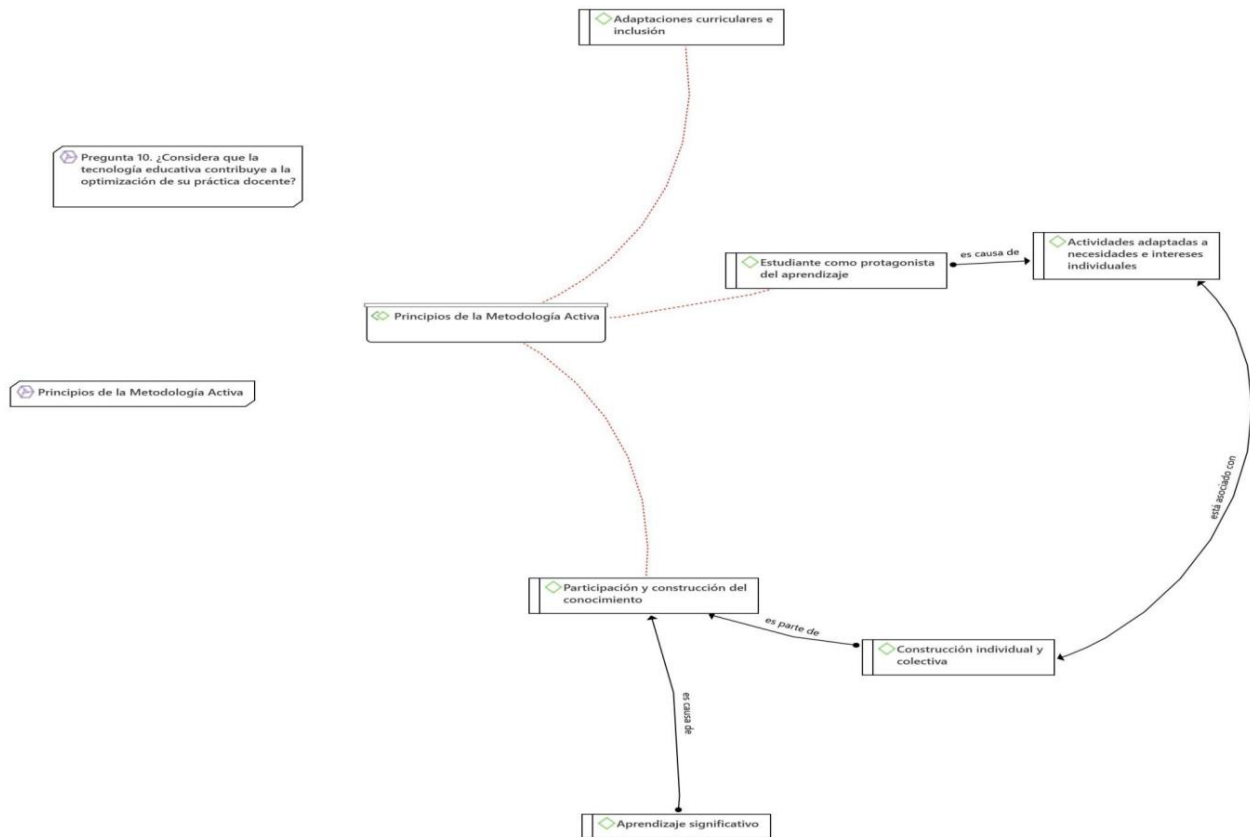 Adaptaciones curriculares e
inclusión
Pregunta 10. ¿Considera que la
tecnología educativa contribuye a la
optimización de su práctica docente?
Estudiante como protagonista
del aprendizaje
es causa de
Actividades adaptadas a
necesidades e intereses
individuales
Principios de la Metodología Activa
Principios de la Metodología Activa
está asociado con
Participación y construcción del
conocimiento
es parte de
Construcción individual y
colectiva
es causa de
Aprendizaje significativo